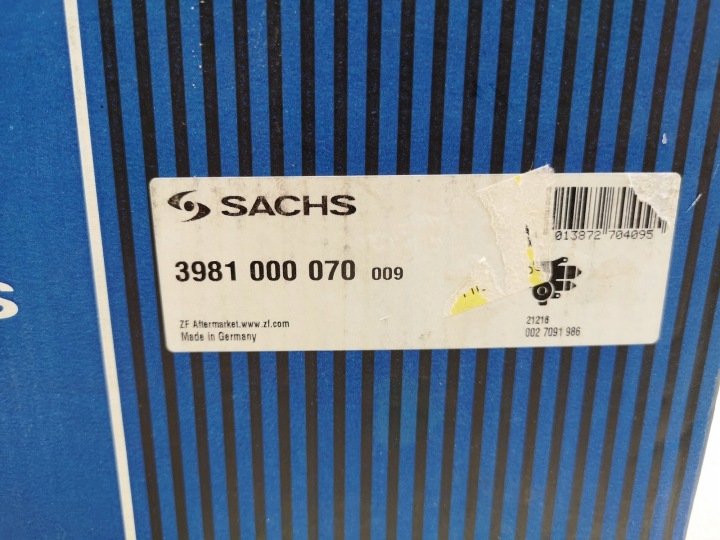 SACHS
013872 704095
3981 000 070 009
ZF Aftermarket.www.zf.com
Made in Germany
21218
002 7091 986
S